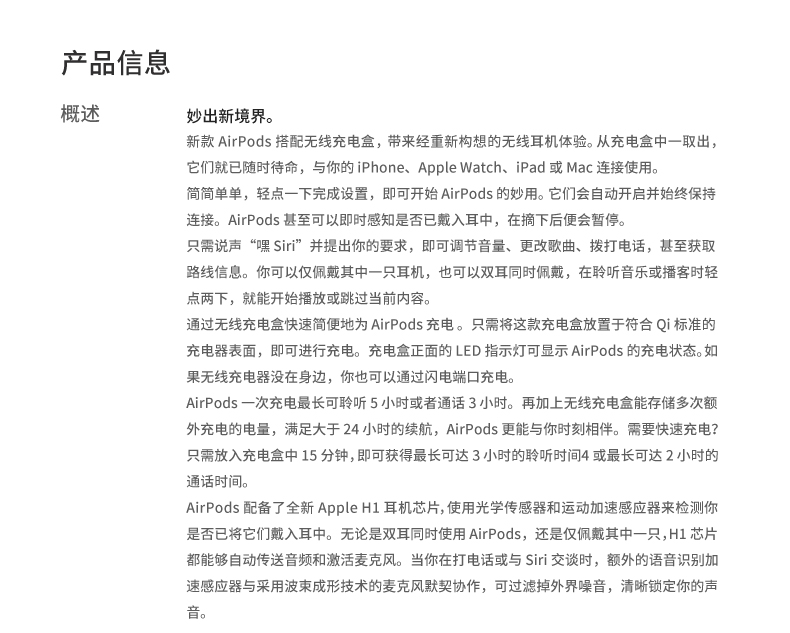 产品信息
概述
妙出新境界。
新款 AirPods 搭配无线充电盒，带来经重新构想的无线耳机体验。从充电盒中一取出，
它们就已随时待命，与你的 iPhone、Apple Watch、iPad 或 Mac 连接使用。
简简单单，轻点一下完成设置，即可开始 AirPods 的妙用。它们会自动开启并始终保持
连接。AirPods 甚至可以即时感知是否已戴入耳中，在摘下后便会暂停。
只需说声“嘿 Siri”并提出你的要求，即可调节音量、更改歌曲、拨打电话，甚至获取
路线信息。你可以仅佩戴其中一只耳机，也可以双耳同时佩戴，在聆听音乐或播客时轻
点两下，就能开始播放或跳过当前内容。
通过无线充电盒快速简便地为 AirPods 充电 。只需将这款充电盒放置于符合 Qi 标准的
充电器表面，即可进行充电。充电盒正面的 LED 指示灯可显示 AirPods 的充电状态。如
果无线充电器没在身边，你也可以通过闪电端口充电。
AirPods 一次充电最长可聆听 5 小时或者通话 3 小时。再加上无线充电盒能存储多次额
外充电的电量，满足大于 24 小时的续航，AirPods 更能与你时刻相伴。需要快速充电？
只需放入充电盒中 15 分钟，即可获得最长可达 3 小时的聆听时间4 或最长可达 2 小时的
通话时间。
AirPods 配备了全新 Apple H1 耳机芯片，使用光学传感器和运动加速感应器来检测你
是否已将它们戴入耳中。无论是双耳同时使用 AirPods，还是仅佩戴其中一只，H1 芯片
都能够自动传送音频和激活麦克风。当你在打电话或与 Siri 交谈时，额外的语音识别加
速感应器与采用波束成形技术的麦克风默契协作，可过滤掉外界噪音，清晰锁定你的声
音。